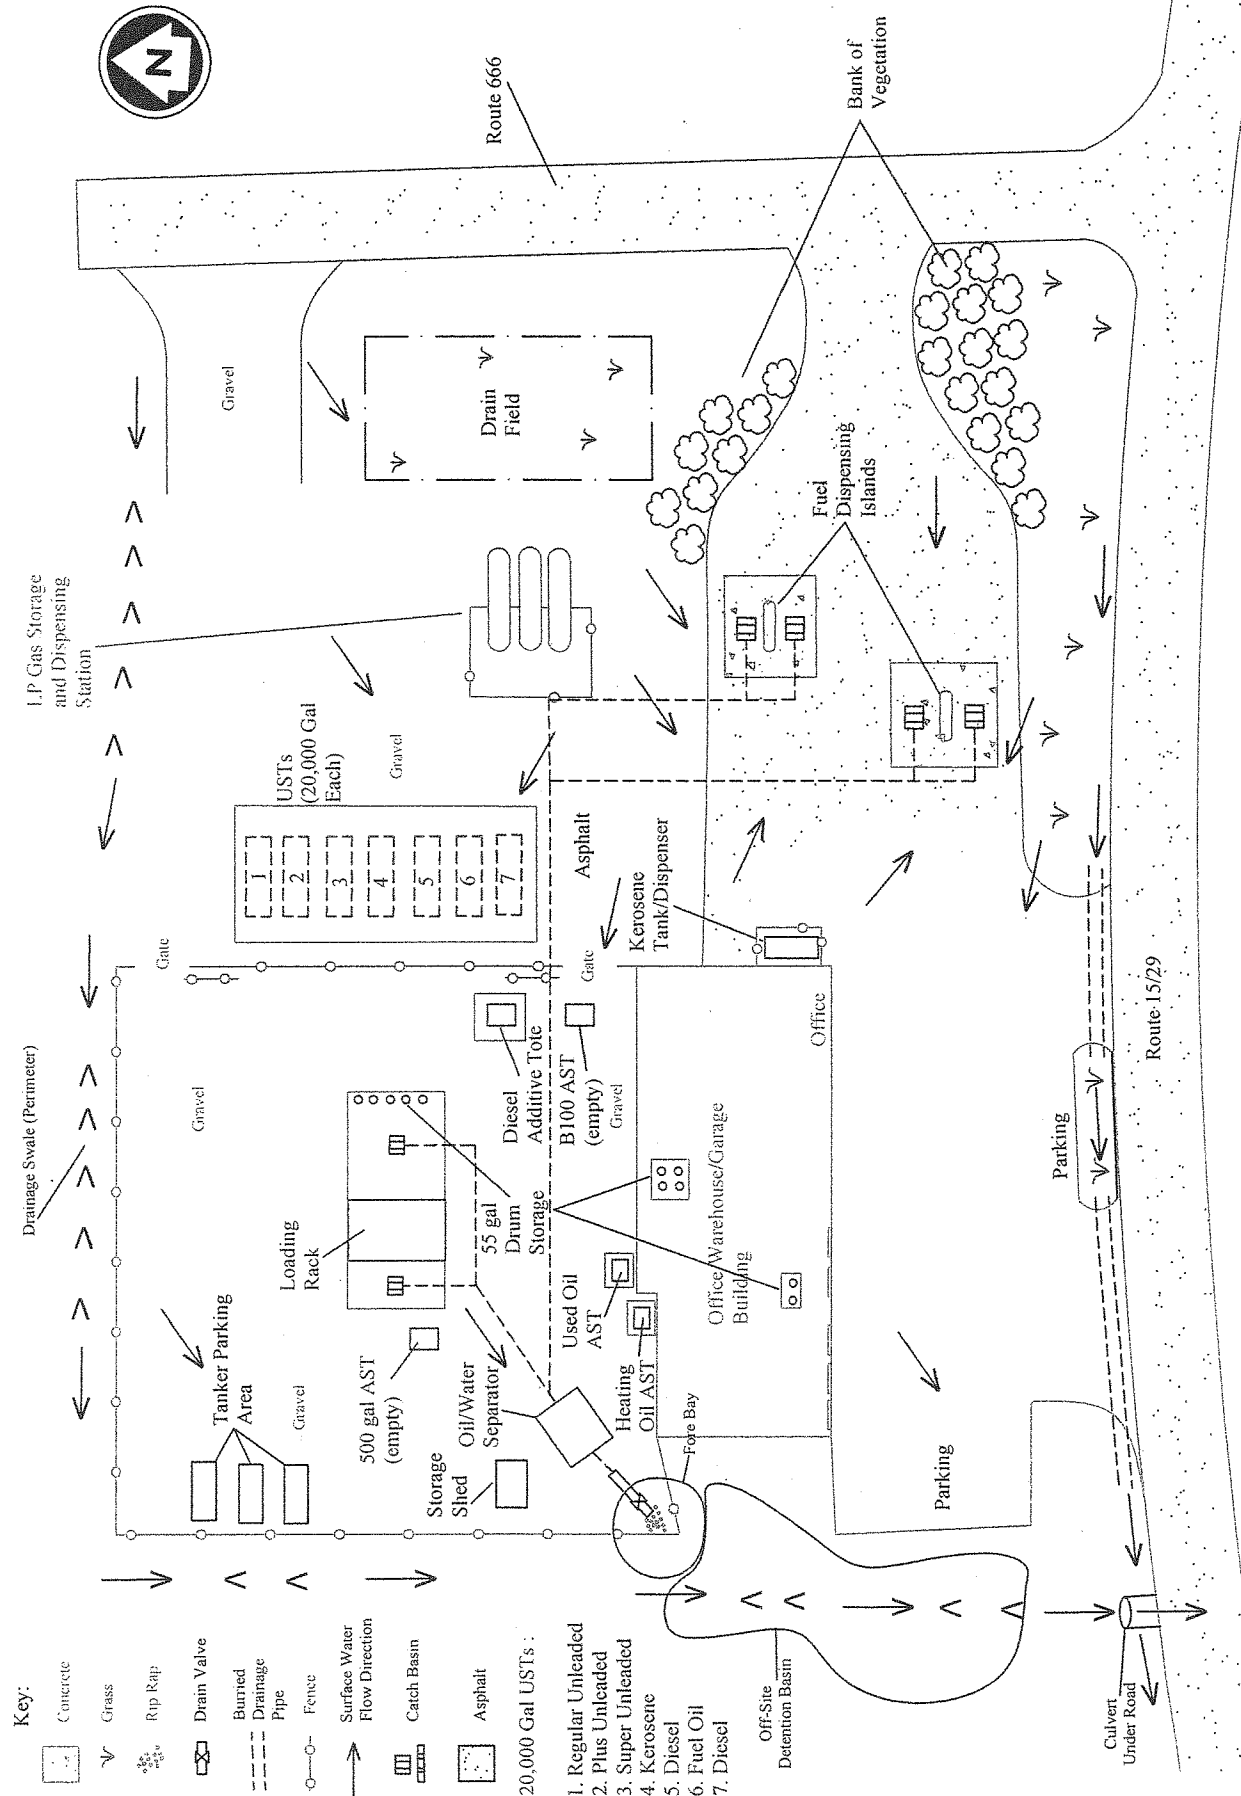 N
Key:
Concrete
Grass
Rip Rap
Drain Valve
Burried
Drainage
Pipe
Fence
Surface Water
Flow Direction
Catch Basin
Asphalt
20,000 Gal USTs :
1. Regular Unleaded
2. Plus Unleaded
3. Super Unleaded
4. Kerosene
5. Diesel
6. Fuel Oil
7. Diesel
Drainage Swale (Perimeter)
LP Gas Storage
and Dispensing
Station
Gate
Gravel
Gravel
Tanker Parking
Area
Gravel
Loading
Rack
500 gal AST
(empty)
Oil/Water
Separator
Storage
Shed
55 gal
Drum
Storage
Diesel
Additive Tote
B100 AST
(empty)
Gravel
Gate
USTs
(20,000 Gal
Each)
1
2
3
4
5
6
7
Gravel
Asphalt
Kerosene
Tank/Dispenser
Used Oil
AST
Heating
Oil AST
Fore Bay
Office/Warehouse/Garage
Building
Office
Drain
Field
Route 666
Bank of
Vegetation
Fuel
Dispensing
Islands
Parking
Parking
Route 15/29
Off-Site
Detention Basin
Culvert
Under Road